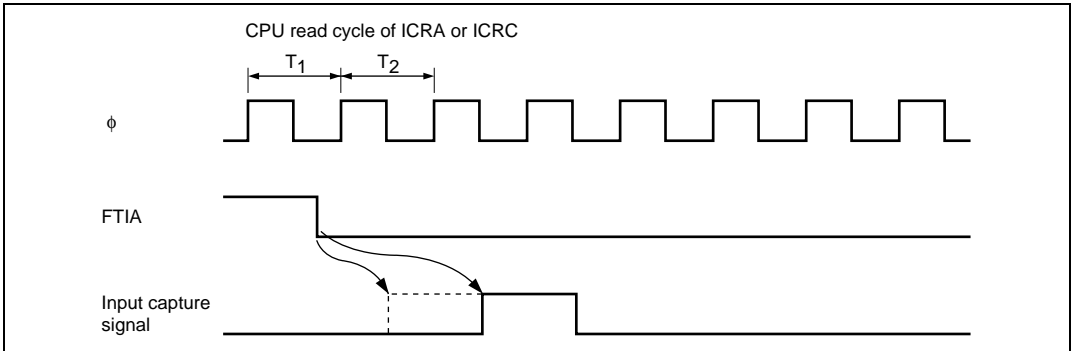 CPU read cycle of ICRA or ICRC
T1 T2
ϕ
FTIA
Input capture
signal